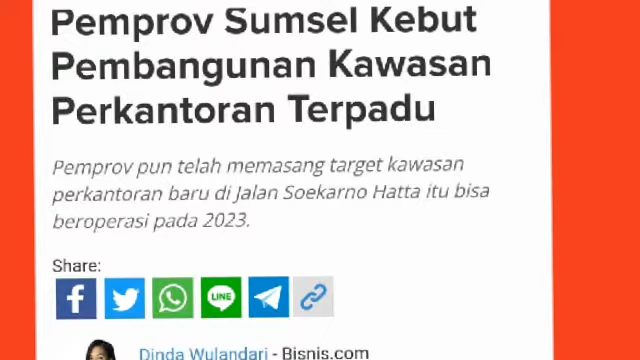 Pemprov Sumsel Kebut
Pembangunan Kawasan
Perkantoran Terpadu
Pemprov pun telah memasang target kawasan
perkantoran baru di Jalan Soekarno Hatta itu bisa
beroperasi pada 2023.
Share:
LINE
Dinda Wulandari - Bisnis.com